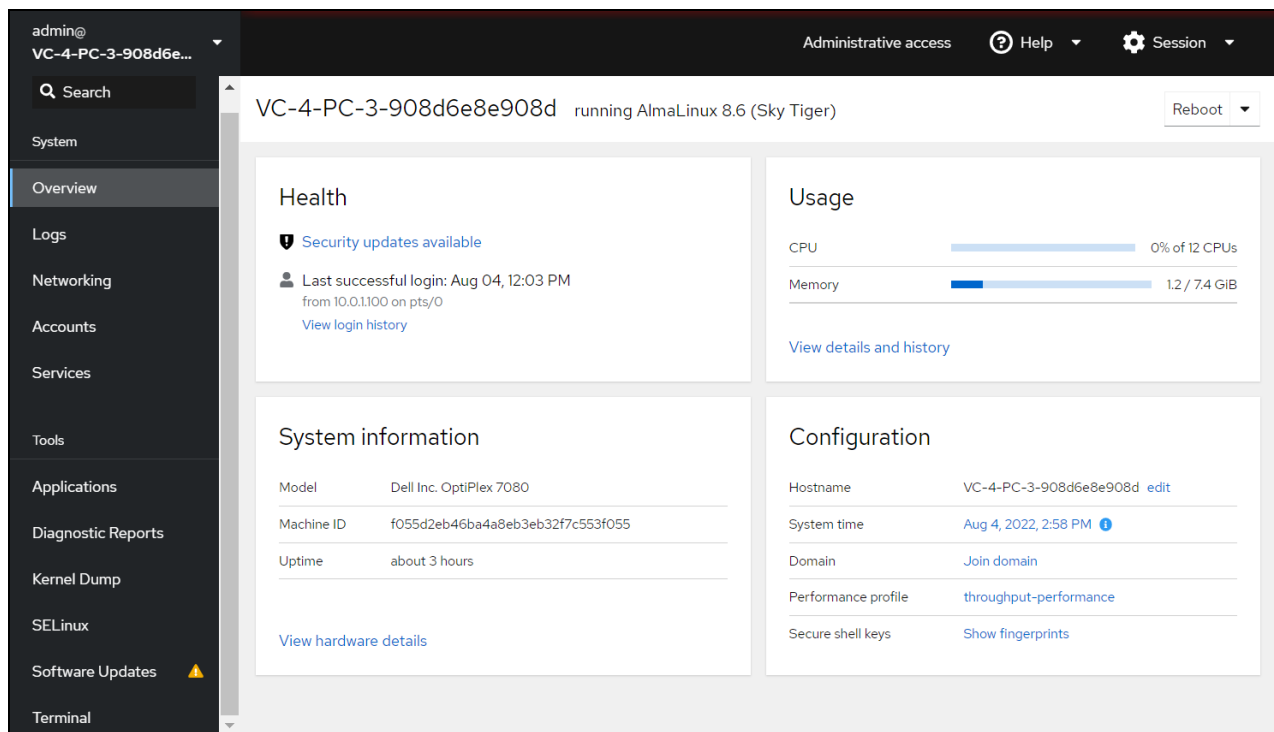 admin@
VC-4-PC-3-908d6e...
Administrative access
Help
Session
Search
System
Overview
Logs
Networking
Accounts
Services
Tools
Applications
Diagnostic Reports
Kernel Dump
SELinux
Software Updates
Terminal
VC-4-PC-3-908d6e8e908d running AlmaLinux 8.6 (Sky Tiger)
Reboot
Health
Security updates available
Last successful login: Aug 04, 12:03 PM
from 10.0.1.100 on pts/0
View login history
Usage
CPU 0% of 12 CPUs
Memory 1.2 / 7.4 GiB
View details and history
System information
Model Dell Inc. OptiPlex 7080
Machine ID f055d2eb46ba4a8eb3eb32f7c553f055
Uptime about 3 hours
View hardware details
Configuration
Hostname VC-4-PC-3-908d6e8e908d edit
System time Aug 4, 2022, 2:58 PM
Domain Join domain
Performance profile throughput-performance
Secure shell keys Show fingerprints